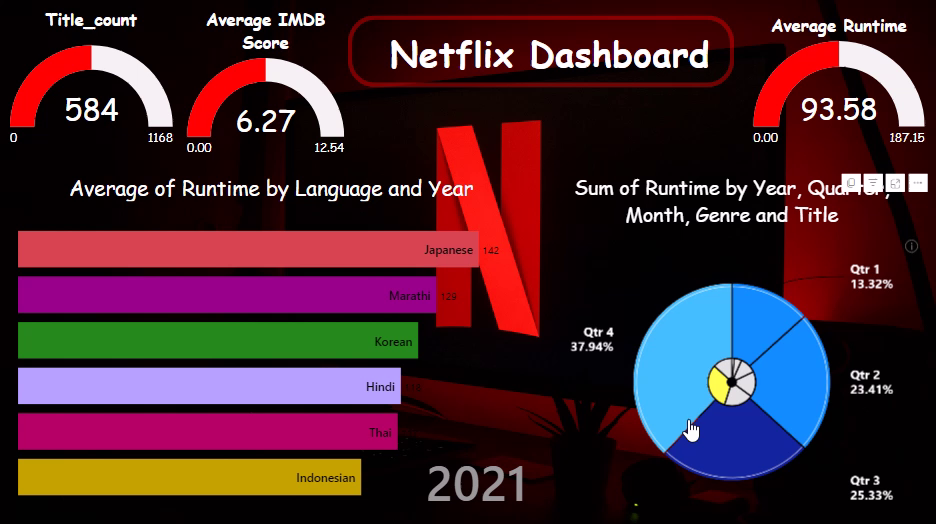 Title_count
584
0
1168
Average IMDB
Score
6.27
0.00
12.54
Netflix Dashboard
Average Runtime
93.58
0.00
187.15
Average of Runtime by Language and Year
Japanese 142
Marathi 129
Korean
Hindi
Thai
Indonesian
2021
Sum of Runtime by Year, Quarter,
Month, Genre and Title
Qtr 1
13.32%
Qtr 4
37.94%
Qtr 2
23.41%
Qtr 3
25.33%